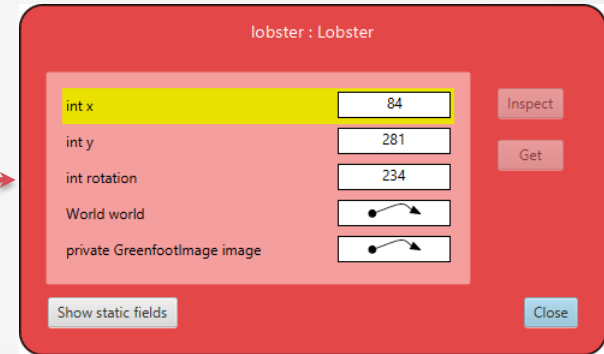 lobster : Lobster
int x 84
Inspect
int y 281
Get
int rotation 234
World world
private GreenfootImage image
Show static fields
Close